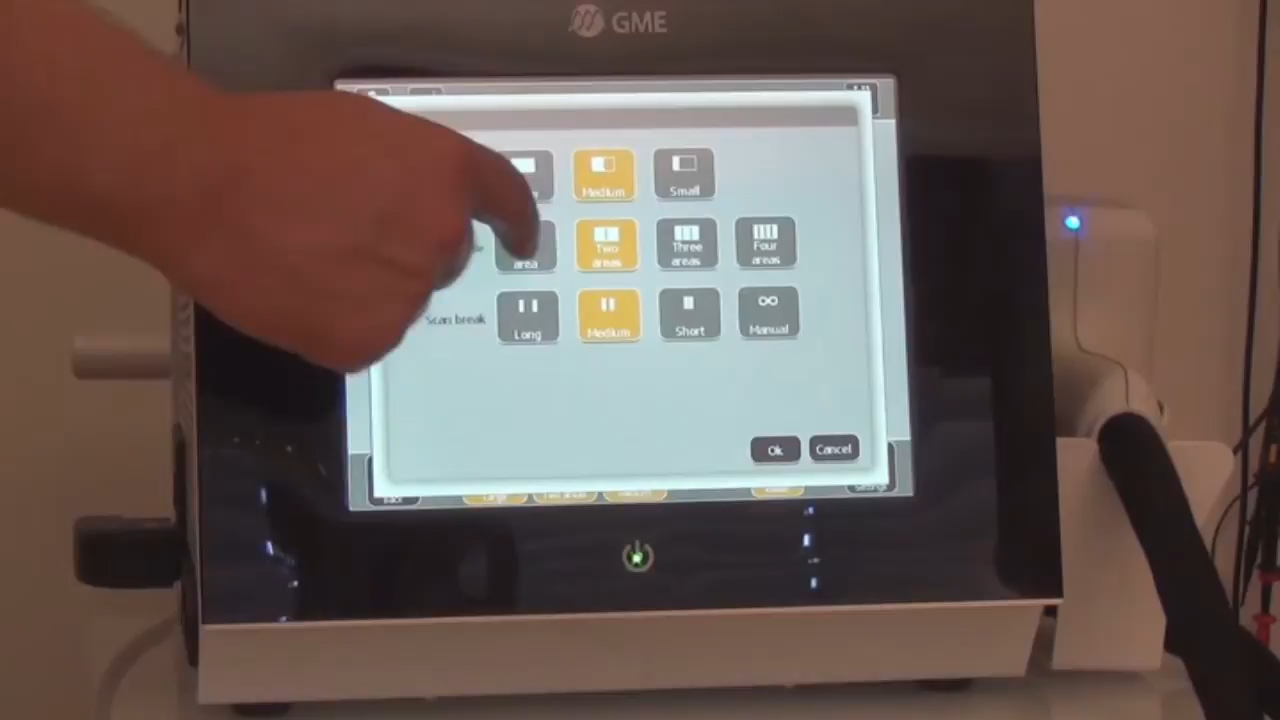 GME
Medium Small
area Two areas Three areas Four areas
Scan break Long Medium Short Manual
Ok Cancel